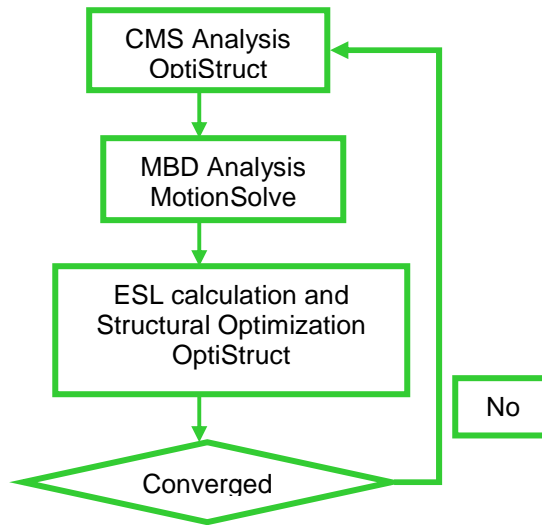 CMS Analysis
OptiStruct
MBD Analysis
MotionSolve
ESL calculation and
Structural Optimization
OptiStruct
No
Converged